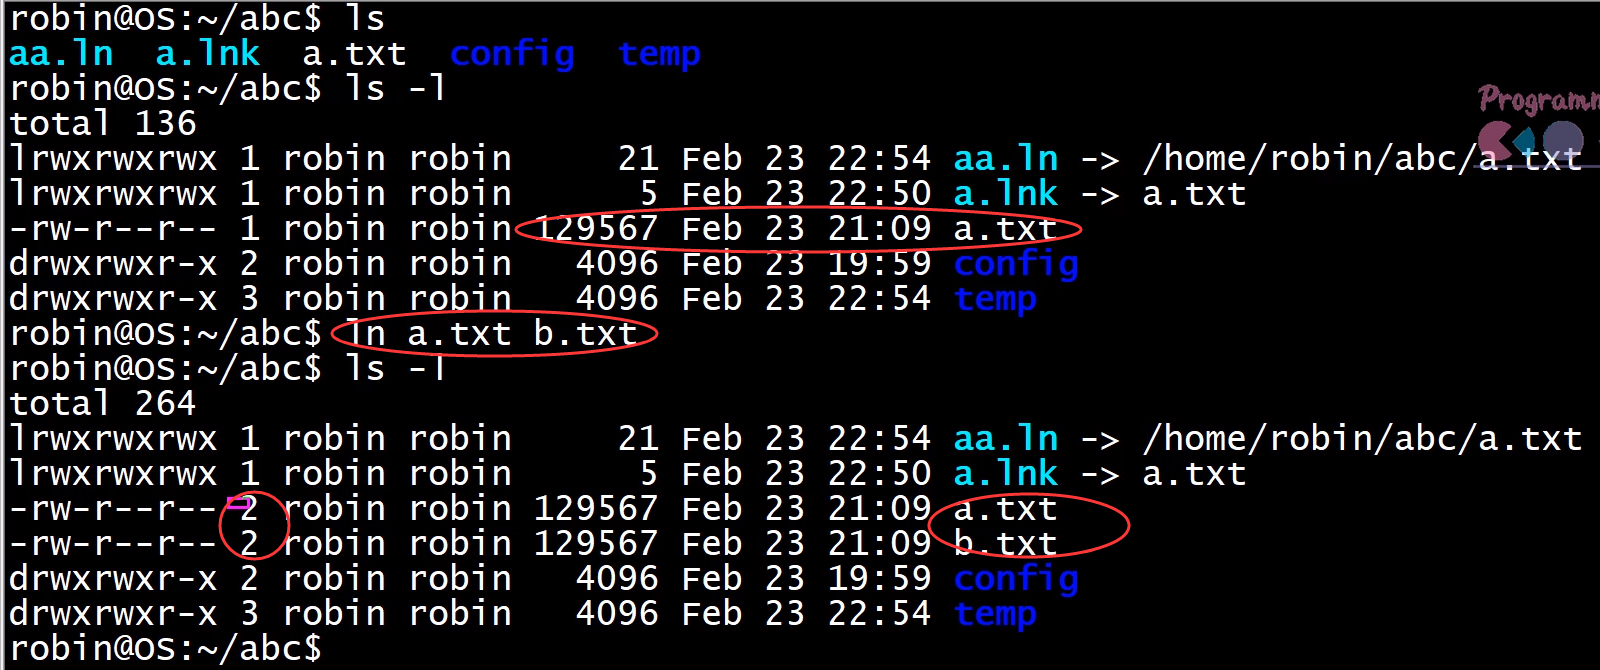 robin@OS:~/abc$ ls
aa.ln  a.lnk  a.txt  config  temp
robin@OS:~/abc$ ls -l
total 136
lrwxrwxrwx 1 robin robin     21 Feb 23 22:54 aa.ln -> /home/robin/abc/a.txt
lrwxrwxrwx 1 robin robin      5 Feb 23 22:50 a.lnk -> a.txt
-rw-r--r-- 1 robin robin 129567 Feb 23 21:09 a.txt
drwxrwxr-x 2 robin robin   4096 Feb 23 19:59 config
drwxrwxr-x 3 robin robin   4096 Feb 23 22:54 temp
robin@OS:~/abc$ ln a.txt b.txt
robin@OS:~/abc$ ls -l
total 264
lrwxrwxrwx 1 robin robin     21 Feb 23 22:54 aa.ln -> /home/robin/abc/a.txt
lrwxrwxrwx 1 robin robin      5 Feb 23 22:50 a.lnk -> a.txt
-rw-r--r-- 2 robin robin 129567 Feb 23 21:09 a.txt
-rw-r--r-- 2 robin robin 129567 Feb 23 21:09 b.txt
drwxrwxr-x 2 robin robin   4096 Feb 23 19:59 config
drwxrwxr-x 3 robin robin   4096 Feb 23 22:54 temp
robin@OS:~/abc$